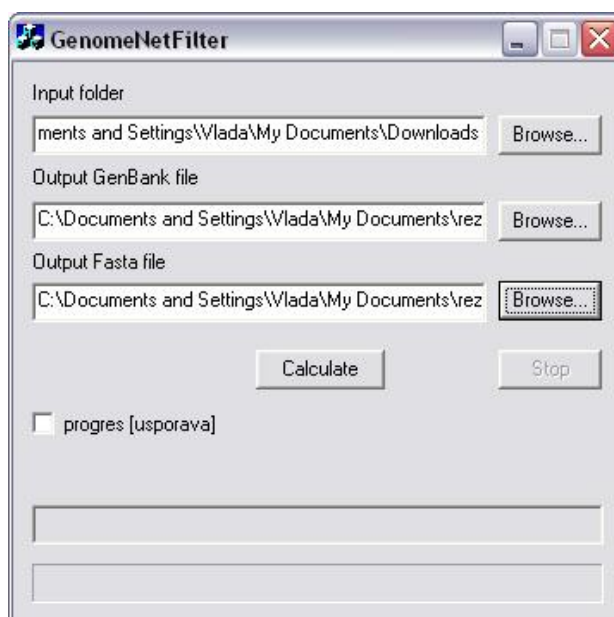 GenomeNetFilter
Input folder
ments and Settings\Vlada\My Documents\Downloads
Browse...
Output GenBank file
C:\Documents and Settings\Vlada\My Documents\rez
Browse...
Output Fasta file
C:\Documents and Settings\Vlada\My Documents\rez
Browse...
Calculate
Stop
progres [usporava]